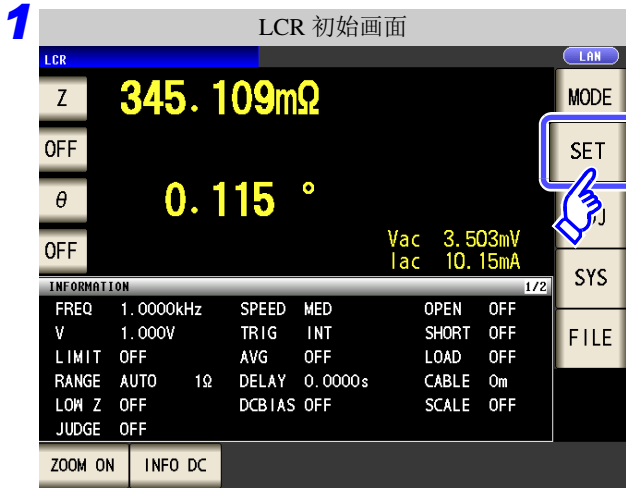 1
LCR 初始画面
LCR LAN
Z 345.109mΩ MODE
OFF SET
θ 0.115 °
OFF Vac 3.503mV
Iac 10.15mA
SYS
INFORMATION 1/2
FREQ 1.0000kHz SPEED MED OPEN OFF
V 1.000V TRIG INT SHORT OFF
FILE
LIMIT OFF AVG OFF LOAD OFF
RANGE AUTO 1Ω DELAY 0.0000s CABLE 0m
LOW Z OFF DCBIAS OFF SCALE OFF
JUDGE OFF
ZOOM ON INFO DC